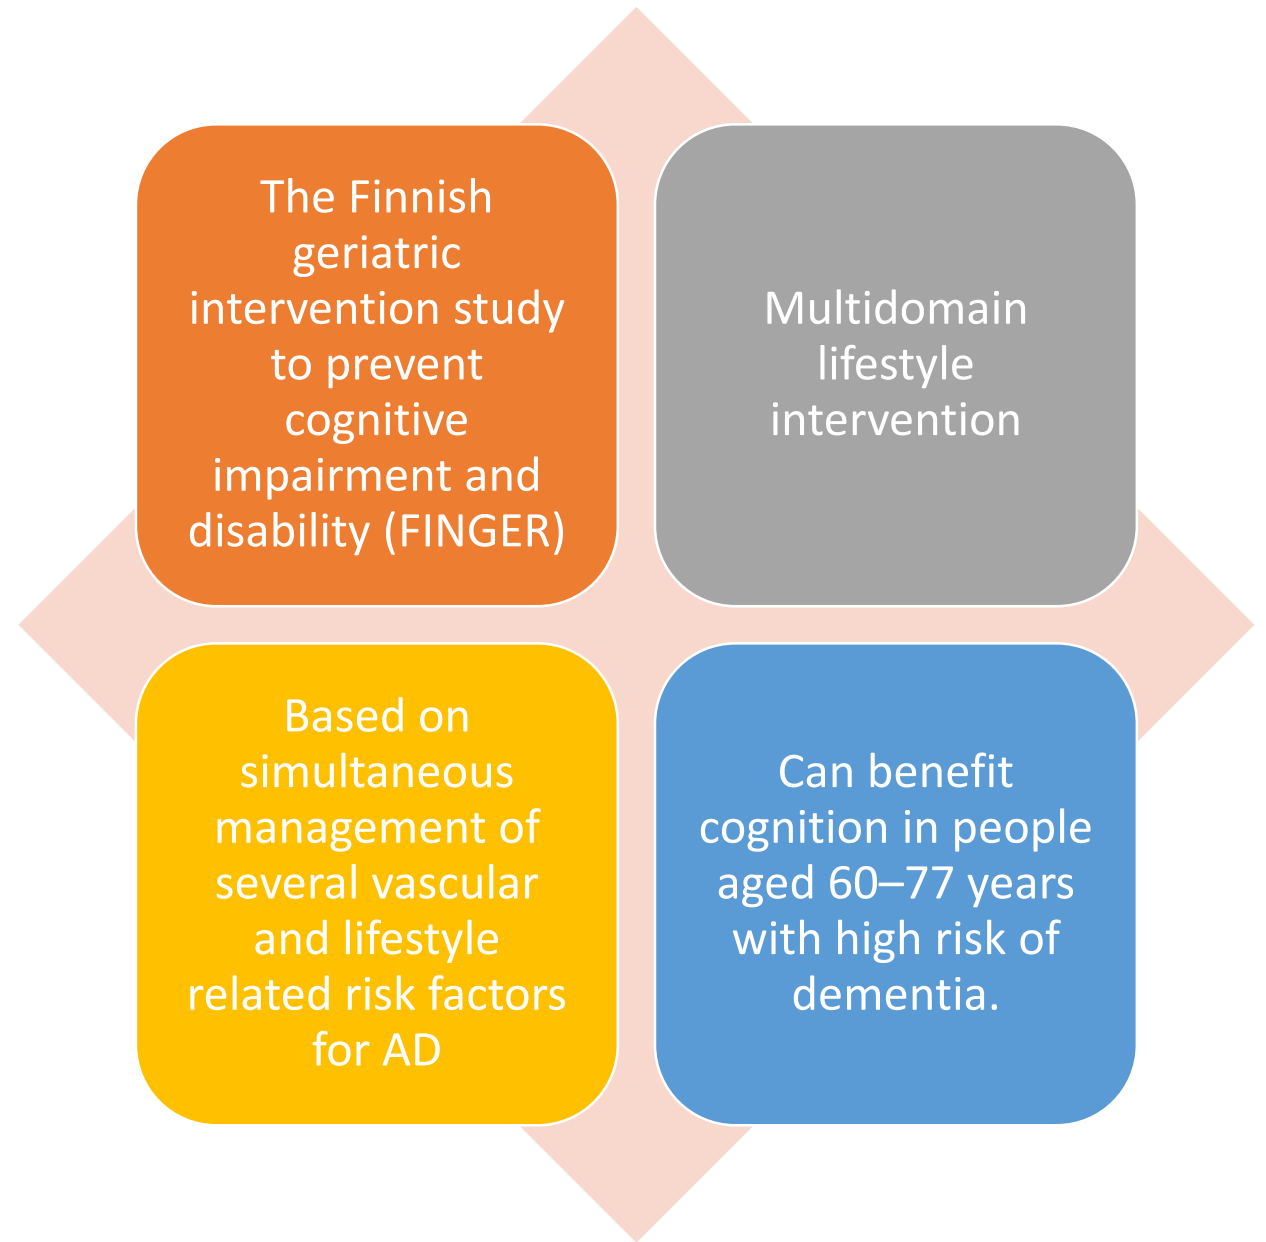 The Finnish
geriatric
intervention study
to prevent
cognitive
impairment and
disability (FINGER)
Multidomain
lifestyle
intervention
Based on
simultaneous
management of
several vascular
and lifestyle
related risk factors
for AD
Can benefit
cognition in people
aged 60–77 years
with high risk of
dementia.